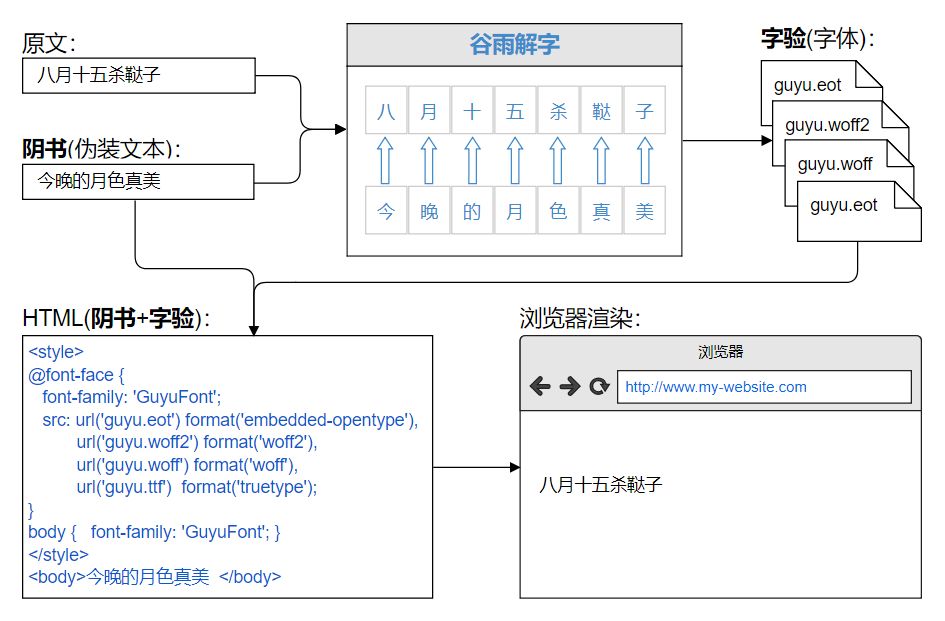 原文：
八月十五杀鞑子
阴书(伪装文本)：
今晚的月色真美
谷雨解字
八 月 十 五 杀 鞑 子
今 晚 的 月 色 真 美
字验(字体)：
guyu.eot
guyu.woff2
guyu.woff
guyu.eot
HTML(阴书+字验)：
<style>
@font-face {
font-family: 'GuyuFont';
src: url('guyu.eot') format('embedded-opentype'),
url('guyu.woff2') format('woff2'),
url('guyu.woff') format('woff'),
url('guyu.ttf') format('truetype');
}
body { font-family: 'GuyuFont'; }
</style>
<body>今晚的月色真美 </body>
浏览器渲染：
浏览器
http://www.my-website.com
八月十五杀鞑子